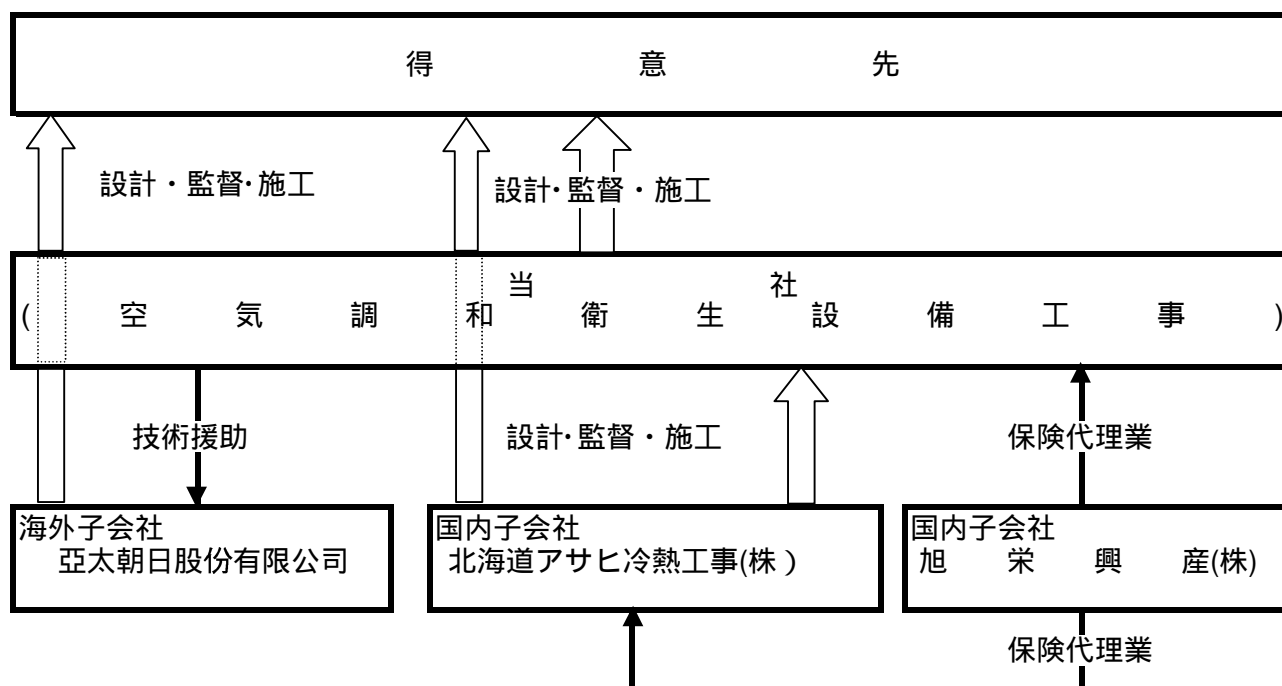 得意先
設計・監督・施工
設計・監督・施工
当社
(空気調和衛生設備工事)
技術援助
設計・監督・施工
保険代理業
海外子会社
亞太朝日股份有限公司
国内子会社
北海道アサヒ冷熱工事(株)
国内子会社
旭栄興産(株)
保険代理業